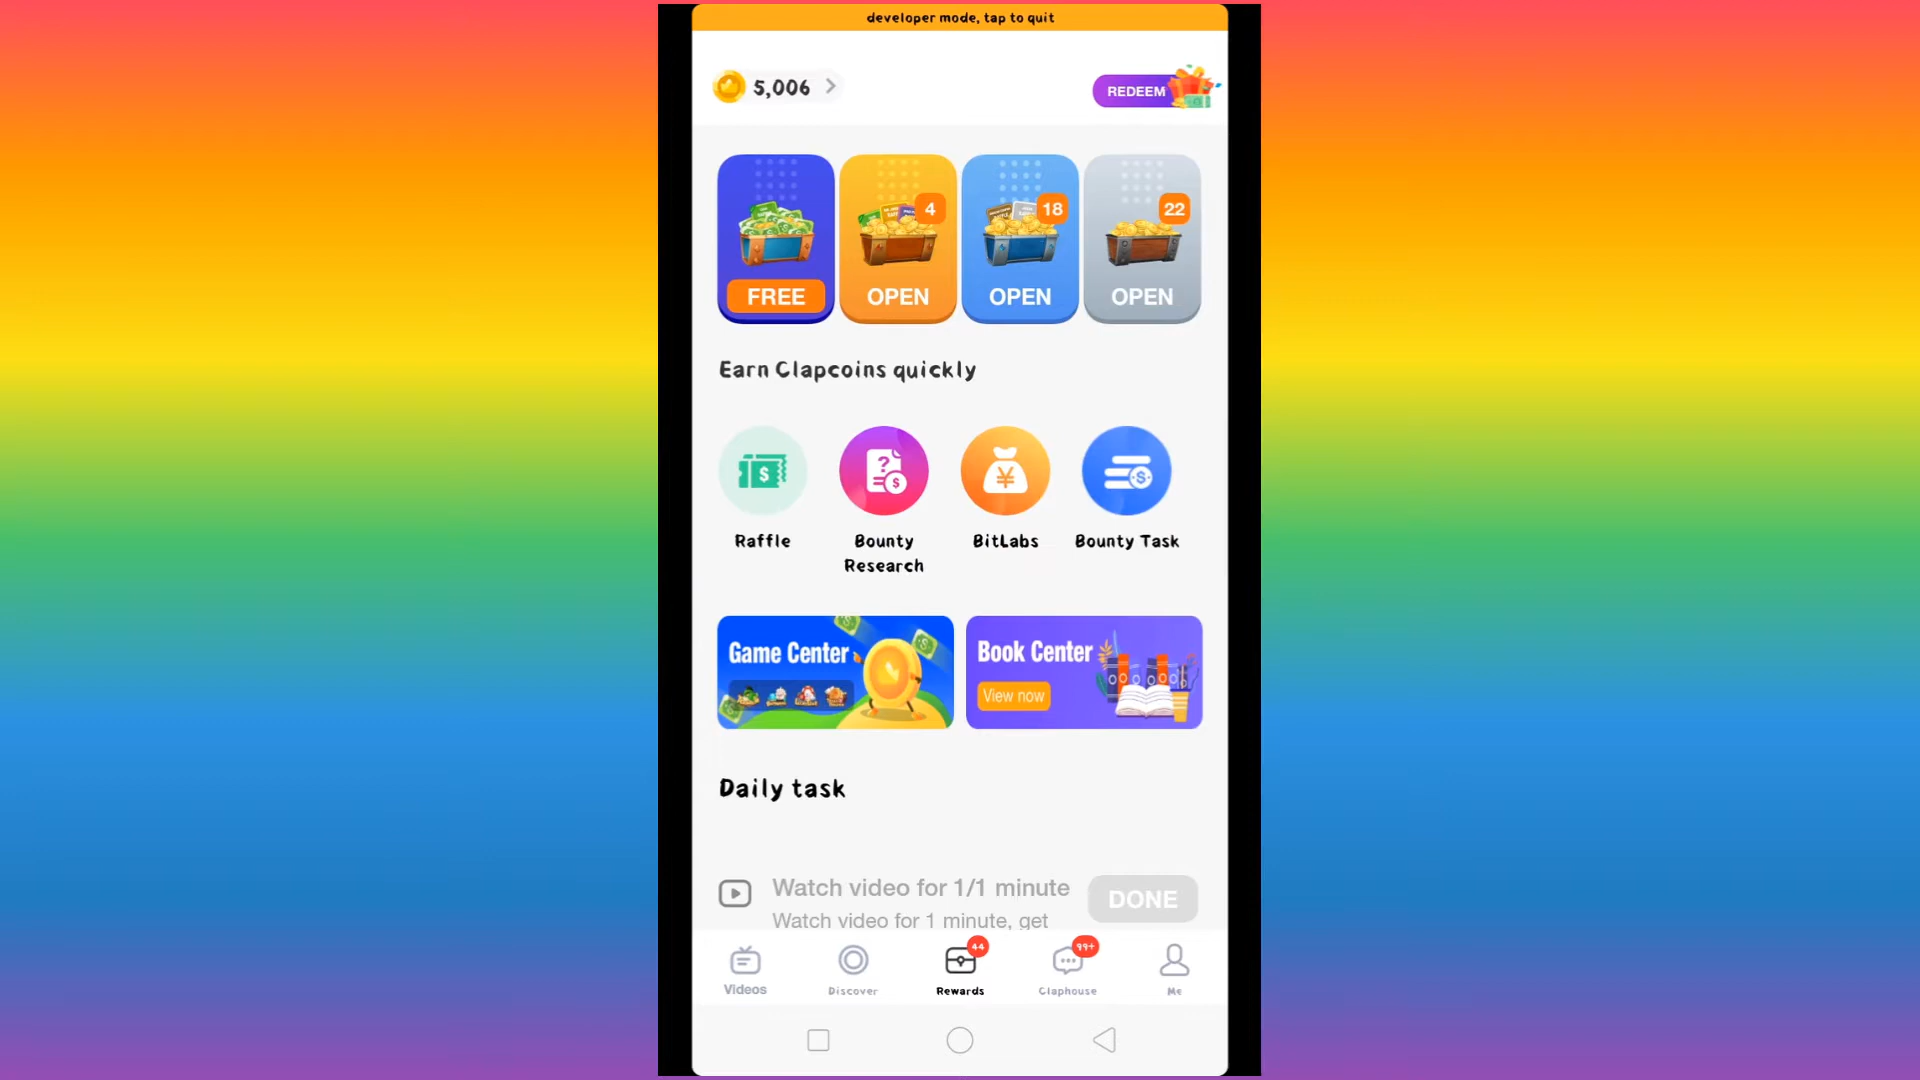 developer mode, tap to quit
5,006
REDEEM
4
18
22
FREE
OPEN
OPEN
OPEN
Earn Clapcoins quickly
Raffle
Bounty
Research
BitLabs
Bounty Task
Game Center
Book Center
View now
Daily task
Watch video for 1/1 minute
Watch video for 1 minute, get
DONE
44
99+
Videos
Discover
Rewards
Claphouse
Me